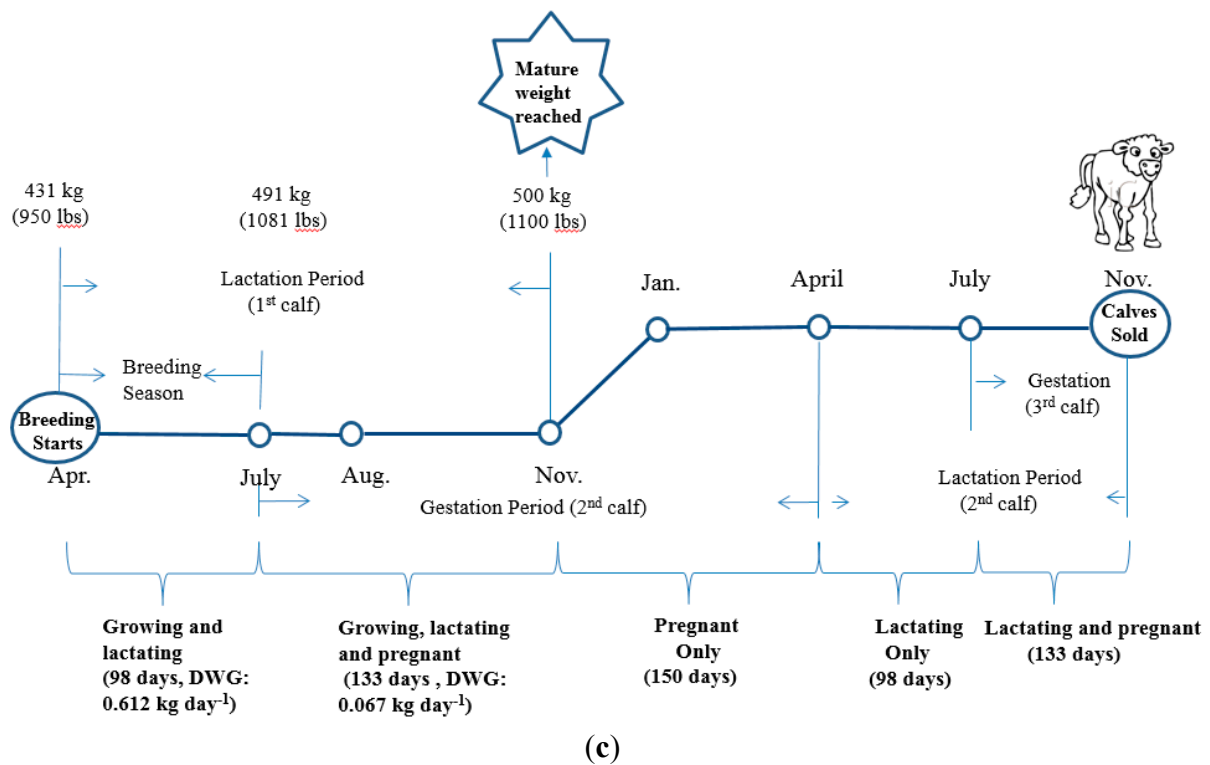 Mature
weight
reached
431 kg
(950 lbs)
491 kg
(1081 lbs)
500 kg
(1100 lbs)
Lactation Period
(1st calf)
Jan.
April
July
Nov.
Calves
Sold
Breeding
Season
Gestation
(3rd calf)
Breeding
Starts
Apr.
July
Aug.
Nov.
Gestation Period (2nd calf)
Lactation Period
(2nd calf)
Growing and
lactating
(98 days, DWG:
0.612 kg day-1)
Growing, lactating
and pregnant
(133 days , DWG:
0.067 kg day-1)
Pregnant
Only
(150 days)
Lactating
Only
(98 days)
Lactating and pregnant
(133 days)
(c)